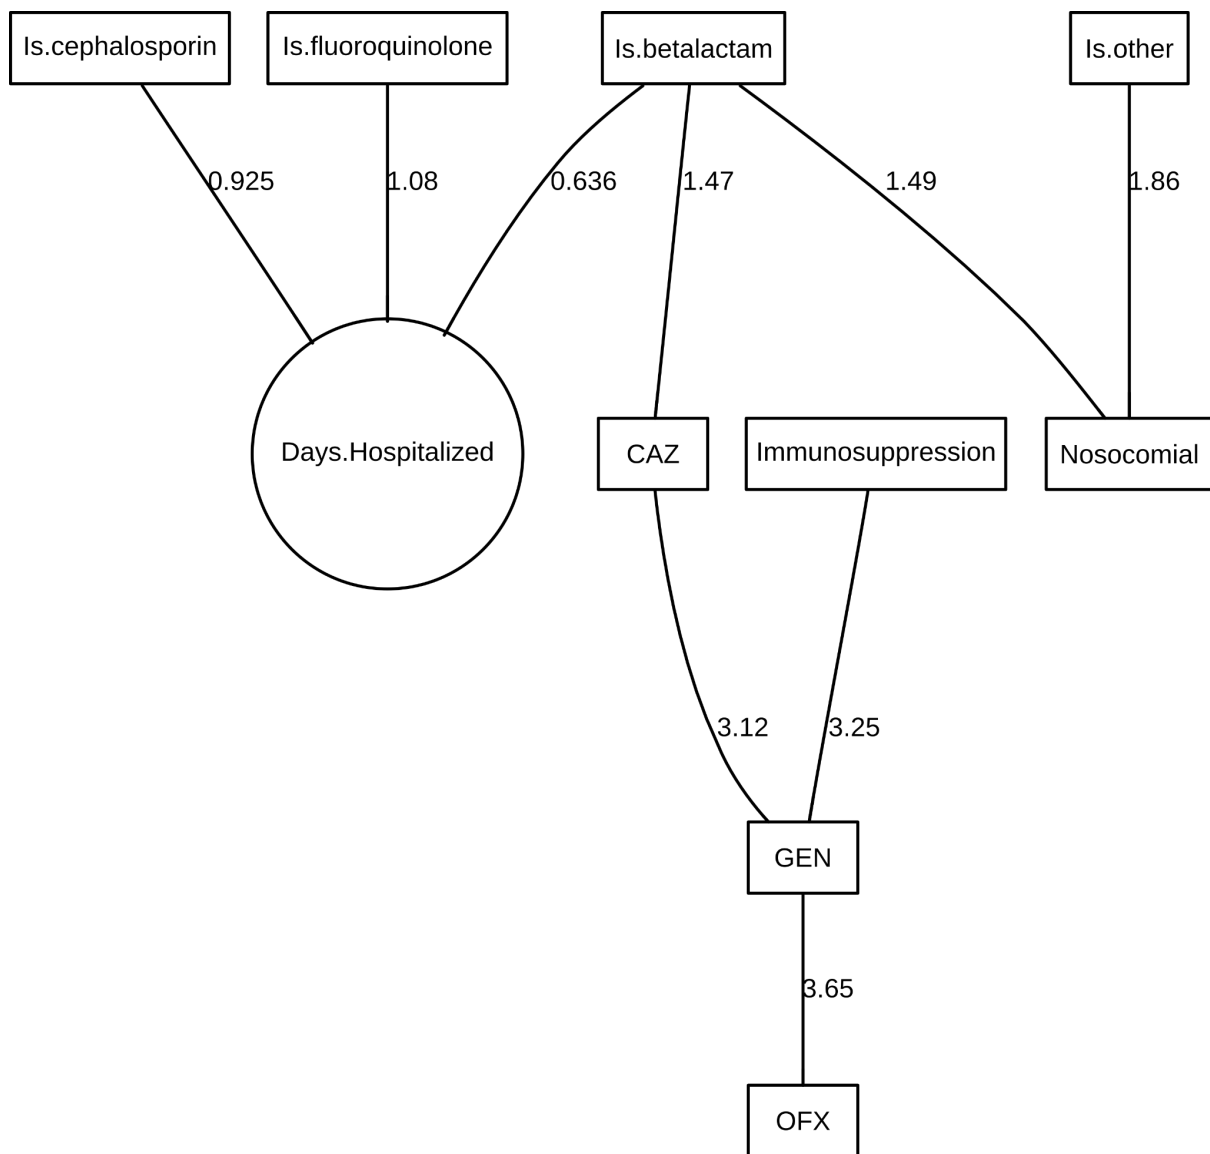 Is.cephalosporin
Is.fluoroquinolone
Is.betalactam
Is.other
0.925
1.08
0.636
1.47
1.49
1.86
Days.Hospitalized
CAZ
Immunosuppression
Nosocomial
3.12
3.25
GEN
3.65
OFX